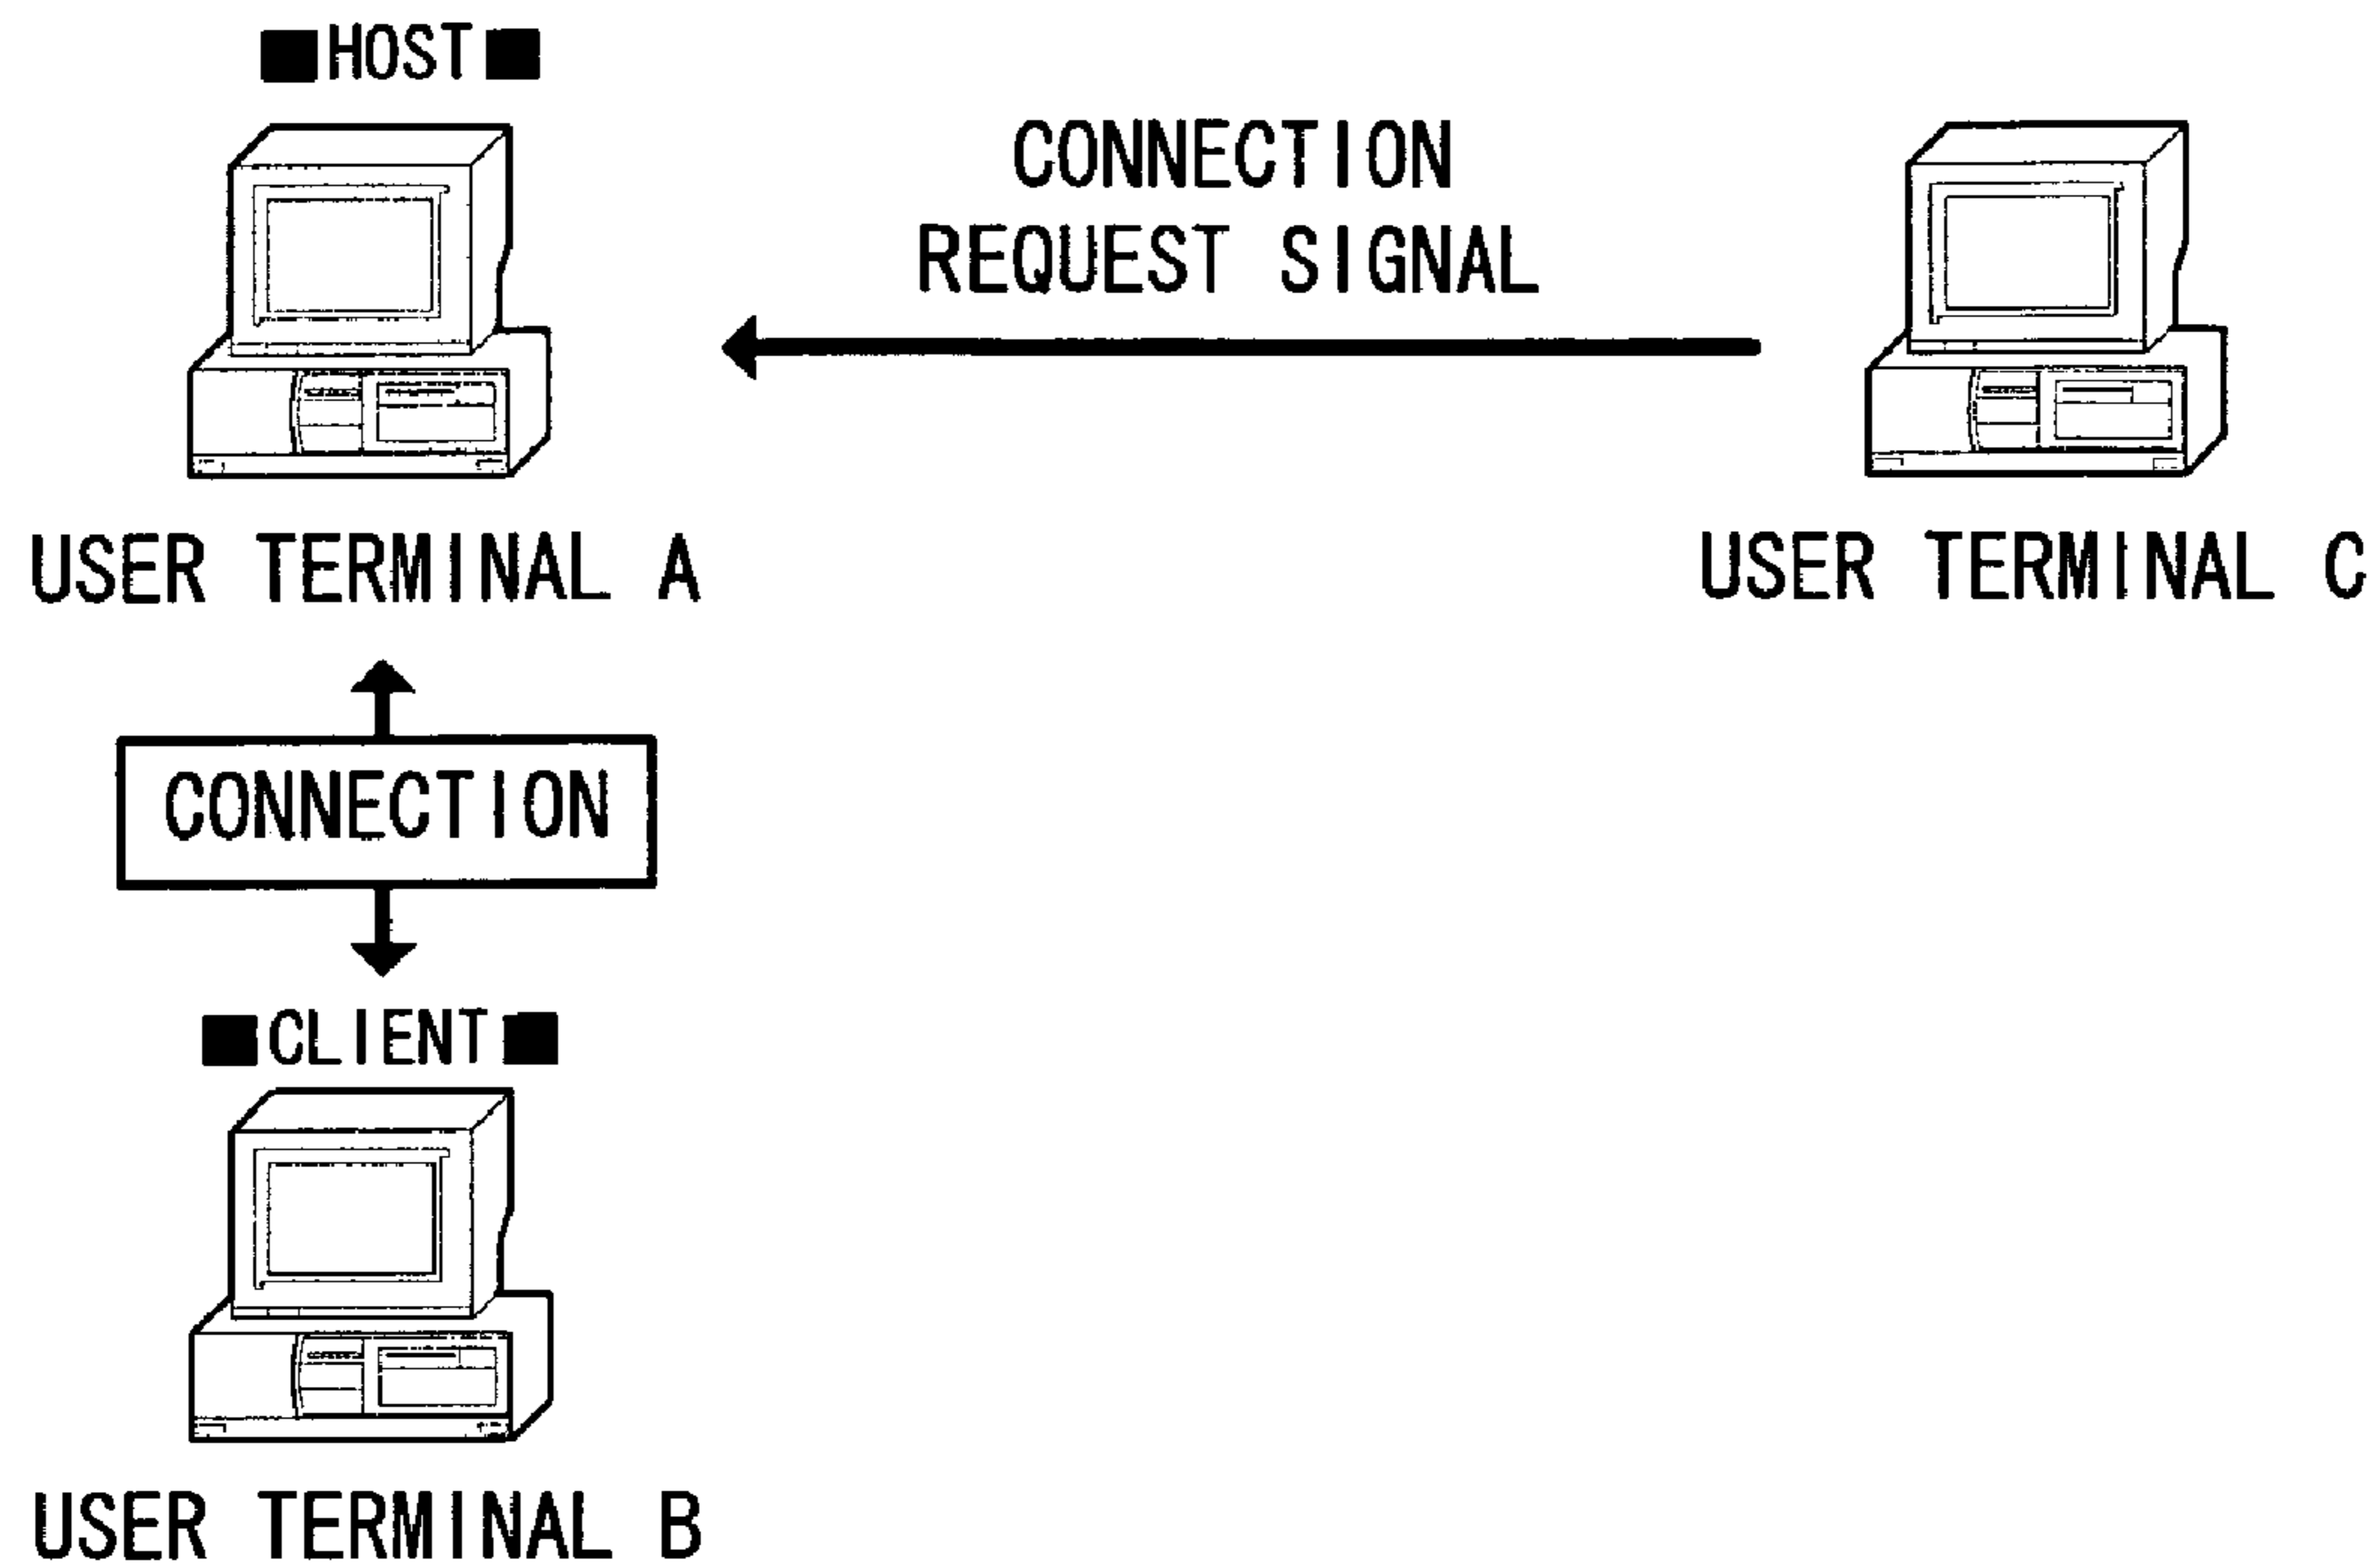 ■HOST■
CONNECTION
REQUEST SIGNAL
USER TERMINAL A
USER TERMINAL C
CONNECTION
■CLIENT■
USER TERMINAL B